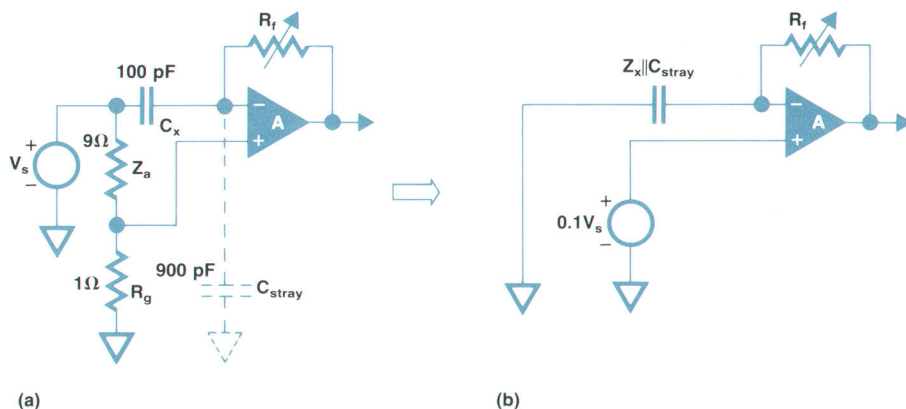 R_f
100 pF
C_x
−
A
+
9Ω
Z_a
+
V_s
−
1Ω
R_g
900 pF
C_stray
(a)
R_f
Z_x||C_stray
−
A
+
+
0.1V_s
−
(b)